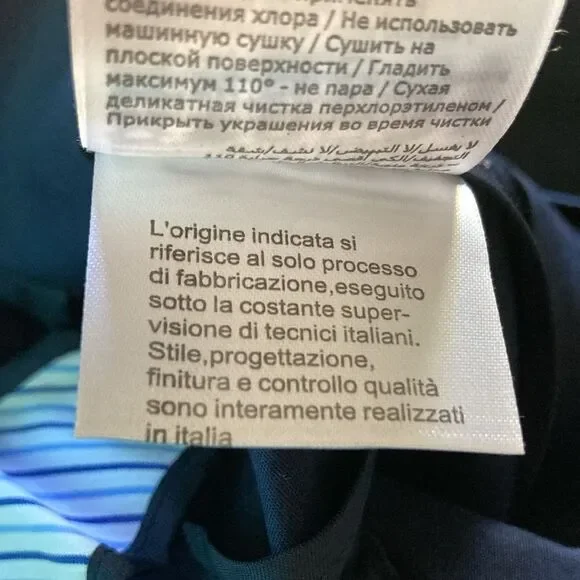 соединения хлора / Не использовать
машинную сушку / Сушить на
плоской поверхности / Гладить
максимум 110° - не пара / Сухая
деликатная чистка перхлорэтиленом /
Прикрыть украшения во время чистки
L'origine indicata si
riferisce al solo processo
di fabbricazione,eseguito
sotto la costante super-
visione di tecnici italiani.
Stile,progettazione,
finitura e controllo qualità
sono interamente realizzati
in italia